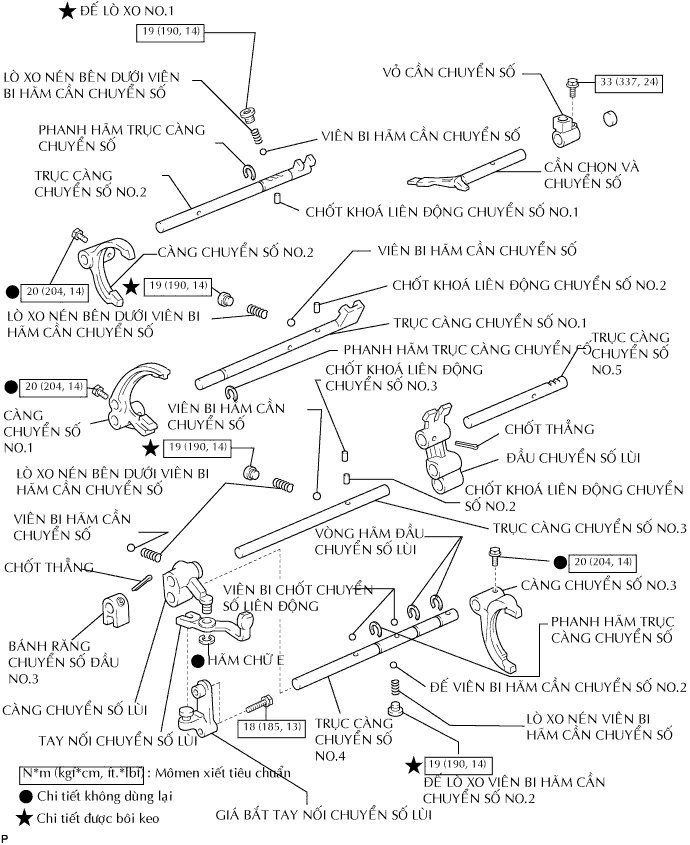 ★ ĐẾ LÒ XO NO.1
19 (190, 14)
LÒ XO NÉN BÊN DƯỚI VIÊN
BI HÃM CẦN CHUYỂN SỐ
VỎ CẦN CHUYỂN SỐ
33 (337, 24)
PHANH HÃM TRỤC CÀNG
CHUYỂN SỐ
VIÊN BI HÃM CẦN CHUYỂN SỐ
TRỤC CÀNG
CHUYỂN SỐ NO.2
CẦN CHỌN VÀ
CHUYỂN SỐ
CHỐT KHOÁ LIÊN ĐỘNG CHUYỂN SỐ NO.1
CÀNG CHUYỂN SỐ NO.2
VIÊN BI HÃM CẦN CHUYỂN SỐ
● 20 (204, 14)
★ 19 (190, 14)
CHỐT KHOÁ LIÊN ĐỘNG CHUYỂN SỐ NO.2
LÒ XO NÉN BÊN DƯỚI VIÊN BI
HÃM CẦN CHUYỂN SỐ
TRỤC CÀNG CHUYỂN SỐ NO.1
PHANH HÃM TRỤC CÀNG CHUYỂN SỐ
TRỤC CÀNG
CHUYỂN SỐ
NO.5
CHỐT KHOÁ LIÊN ĐỘNG
CHUYỂN SỐ NO.3
● 20 (204, 14)
CÀNG
CHUYỂN SỐ
NO.1
VIÊN BI HÃM CẦN
CHUYỂN SỐ
★ 19 (190, 14)
CHỐT THẲNG
ĐẦU CHUYỂN SỐ LÙI
LÒ XO NÉN BÊN DƯỚI VIÊN BI
HÃM CẦN CHUYỂN SỐ
CHỐT KHOÁ LIÊN ĐỘNG CHUYỂN
SỐ NO.2
VIÊN BI HÃM CẦN
CHUYỂN SỐ
TRỤC CÀNG CHUYỂN SỐ NO.3
VÒNG HÃM ĐẦU
CHUYỂN SỐ LÙI
● 20 (204, 14)
CHỐT THẲNG
VIÊN BI CHỐT CHUYỂN
SỐ LIÊN ĐỘNG
CÀNG CHUYỂN SỐ NO.3
PHANH HÃM TRỤC
CÀNG CHUYỂN SỐ
BÁNH RĂNG
CHUYỂN SỐ ĐẦU
NO.3
● HÃM CHỮ E
ĐẾ VIÊN BI HÃM CẦN CHUYỂN SỐ NO.2
CÀNG CHUYỂN SỐ LÙI
18 (185, 13)
TRỤC CÀNG
CHUYỂN SỐ
NO.4
LÒ XO NÉN VIÊN BI
HÃM CẦN CHUYỂN SỐ
TAY NỐI CHUYỂN SỐ LÙI
★ 19 (190, 14)
ĐẾ LÒ XO VIÊN BI HÃM CẦN
CHUYỂN SỐ NO.2
N*m (kgf*cm, ft.*lbf) : Mômen xiết tiêu chuẩn
● Chi tiết không dùng lại
★ Chi tiết được bôi keo
GIÁ BẮT TAY NỐI CHUYỂN SỐ LÙI
P